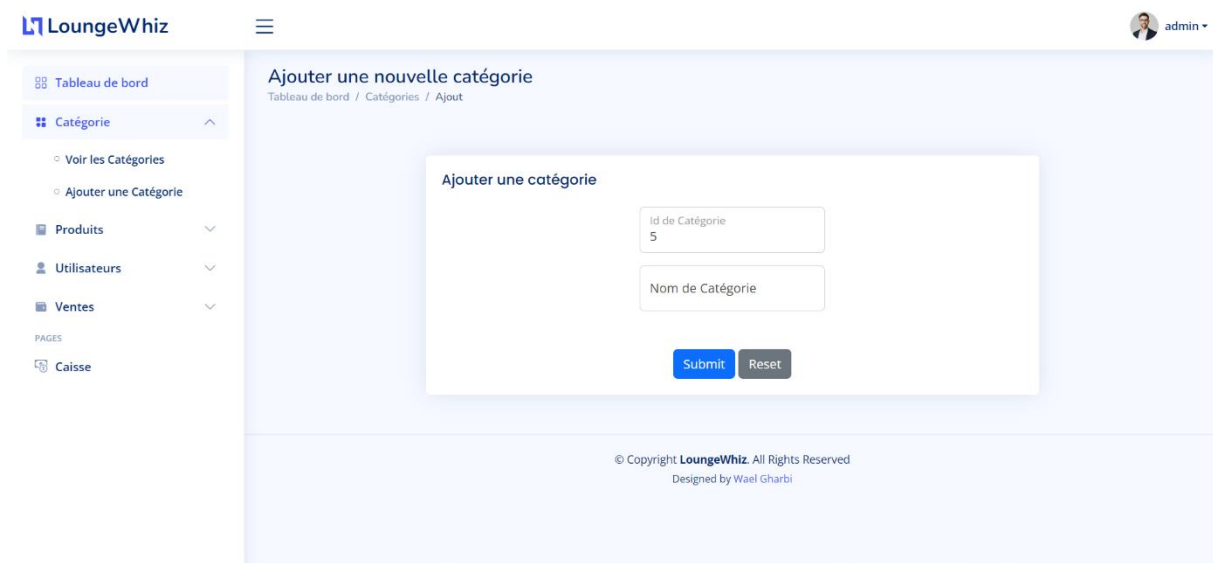 LoungeWhiz
admin
Tableau de bord
Catégorie
Voir les Catégories
Ajouter une Catégorie
Produits
Utilisateurs
Ventes
PAGES
Caisse
Ajouter une nouvelle catégorie
Tableau de bord / Catégories / Ajout
Ajouter une catégorie
Id de Catégorie
5
Nom de Catégorie
Submit Reset
© Copyright LoungeWhiz. All Rights Reserved
Designed by Wael Gharbi